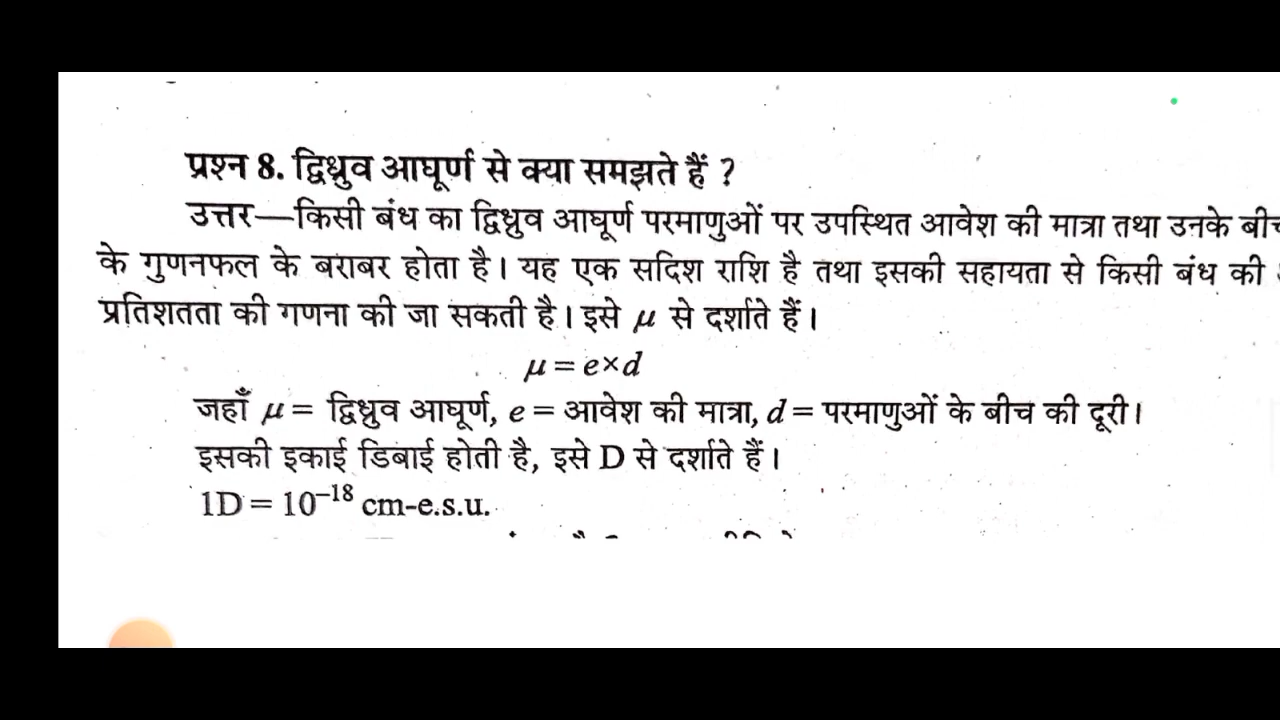 प्रश्न 8. द्विध्रुव आघूर्ण से क्या समझते हैं ?
उत्तर—किसी बंध का द्विध्रुव आघूर्ण परमाणुओं पर उपस्थित आवेश की मात्रा तथा उनके
के गुणनफल के बराबर होता है। यह एक सदिश राशि है तथा इसकी सहायता से किसी बंध की
प्रतिशतता की गणना की जा सकती है। इसे μ से दर्शाते हैं।
μ = e×d
जहाँ μ = द्विध्रुव आघूर्ण, e = आवेश की मात्रा, d = परमाणुओं के बीच की दूरी।
इसकी इकाई डिबाई होती है, इसे D से दर्शाते हैं।
1D = 10⁻¹⁸ cm-e.s.u.